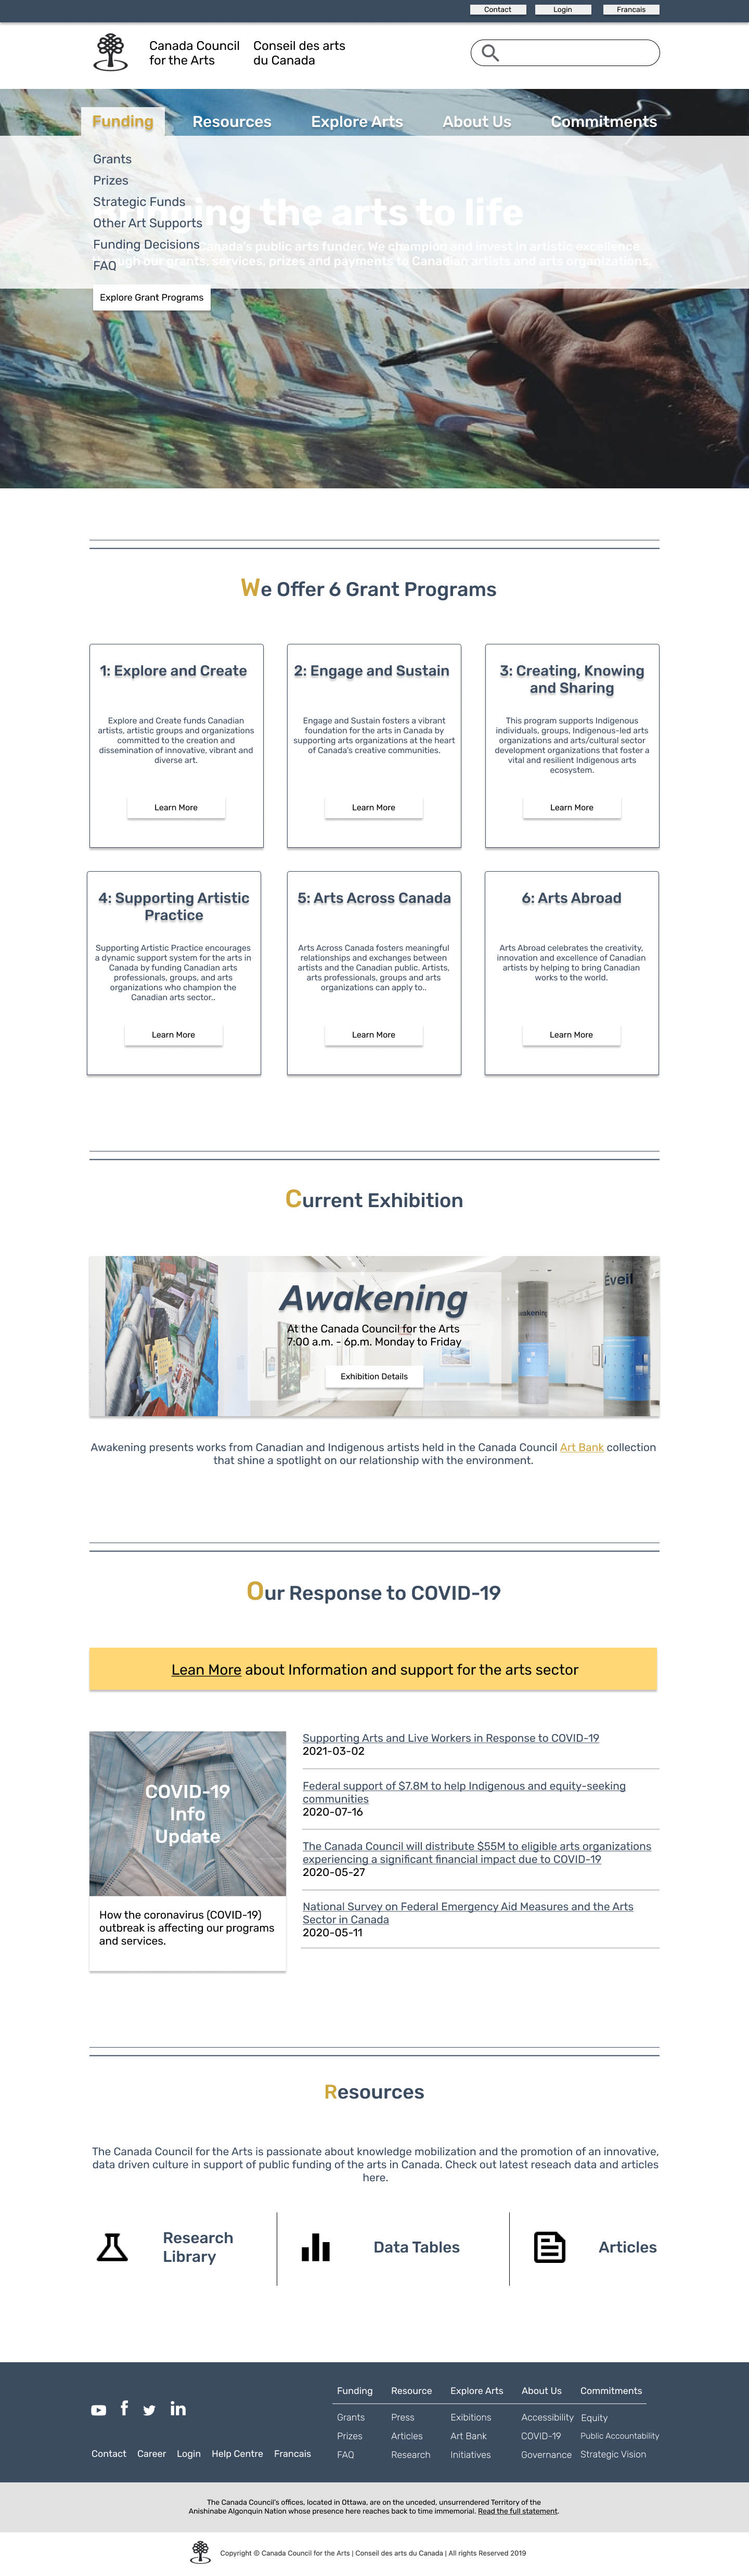 Contact Login Francais
Canada Council Conseil des arts
for the Arts du Canada
Funding Resources Explore Arts About Us Commitments
Grants
Prizes
Strategic Funds
ing the arts to life
Other Art Supports
Funding Decisions
anada's public arts funder. We champion and invest in artistic excellence
FAQ
ugh our grants, services, prizes and payments to Canadian artists and arts organizations.
Explore Grant Programs
We Offer 6 Grant Programs
1: Explore and Create
Explore and Create funds Canadian
artists, artistic groups and organizations
committed to the creation and
dissemination of innovative, vibrant and
diverse art.
Learn More
2: Engage and Sustain
Engage and Sustain fosters a vibrant
foundation for the arts in Canada by
supporting arts organizations at the heart
of Canada's creative communities.
Learn More
3: Creating, Knowing
and Sharing
This program supports Indigenous
individuals, groups, Indigenous-led arts
organizations and arts/cultural sector
development organizations that foster a
vital and resilient Indigenous arts
ecosystem.
Learn More
4: Supporting Artistic
Practice
Supporting Artistic Practice encourages
a dynamic support system for the arts in
Canada by funding Canadian arts
professionals, groups, and arts
organizations who champion the
Canadian arts sector..
Learn More
5: Arts Across Canada
Arts Across Canada fosters meaningful
relationships and exchanges between
artists and the Canadian public. Artists,
arts professionals, groups and arts
organizations can apply to..
Learn More
6: Arts Abroad
Arts Abroad celebrates the creativity,
innovation and excellence of Canadian
artists by helping to bring Canadian
works to the world.
Learn More
Current Exhibition
Awakening
At the Canada Council for the Arts
7:00 a.m. - 6p.m. Monday to Friday
Exhibition Details
wakening
Éveil
Awakening presents works from Canadian and Indigenous artists held in the Canada Council Art Bank collection
that shine a spotlight on our relationship with the environment.
Our Response to COVID-19
Lean More about Information and support for the arts sector
COVID-19
Info
Update
How the coronavirus (COVID-19)
outbreak is affecting our programs
and services.
Supporting Arts and Live Workers in Response to COVID-19
2021-03-02
Federal support of $7.8M to help Indigenous and equity-seeking
communities
2020-07-16
The Canada Council will distribute $55M to eligible arts organizations
experiencing a significant financial impact due to COVID-19
2020-05-27
National Survey on Federal Emergency Aid Measures and the Arts
Sector in Canada
2020-05-11
Resources
The Canada Council for the Arts is passionate about knowledge mobilization and the promotion of an innovative,
data driven culture in support of public funding of the arts in Canada. Check out latest reseach data and articles
here.
Research
Library
Data Tables
Articles
Contact Career Login Help Centre Francais
Funding Resource Explore Arts About Us Commitments
Grants Press Exibitions Accessibility Equity
Prizes Articles Art Bank COVID-19 Public Accountability
FAQ Research Initiatives Governance Strategic Vision
The Canada Council's offices, located in Ottawa, are on the unceded, unsurrendered Territory of the
Anishinabe Algonquin Nation whose presence here reaches back to time immemorial. Read the full statement.
Copyright © Canada Council for the Arts | Conseil des arts du Canada | All rights Reserved 2019